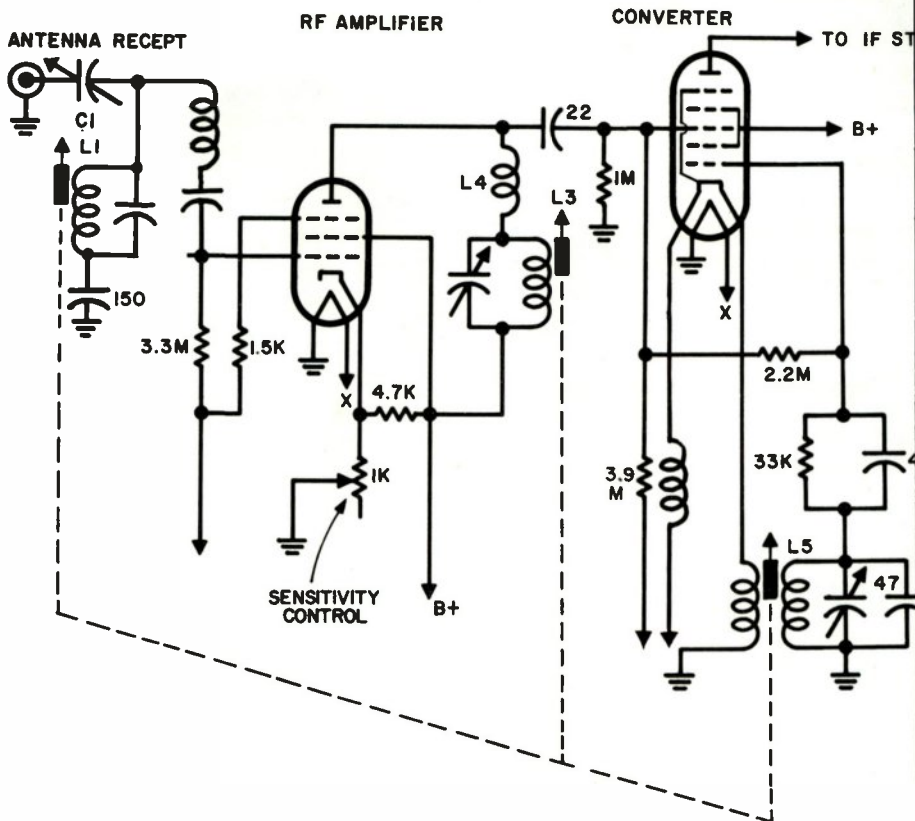 RF AMPLIFIER
CONVERTER
ANTENNA RECEPT
TO IF ST
C1
L1
22
B+
1M
L4
L3
150
3.3M
1.5K
X
4.7K
X
2.2M
1K
33K
4
3.9
M
SENSITIVITY
CONTROL
B+
L5
47